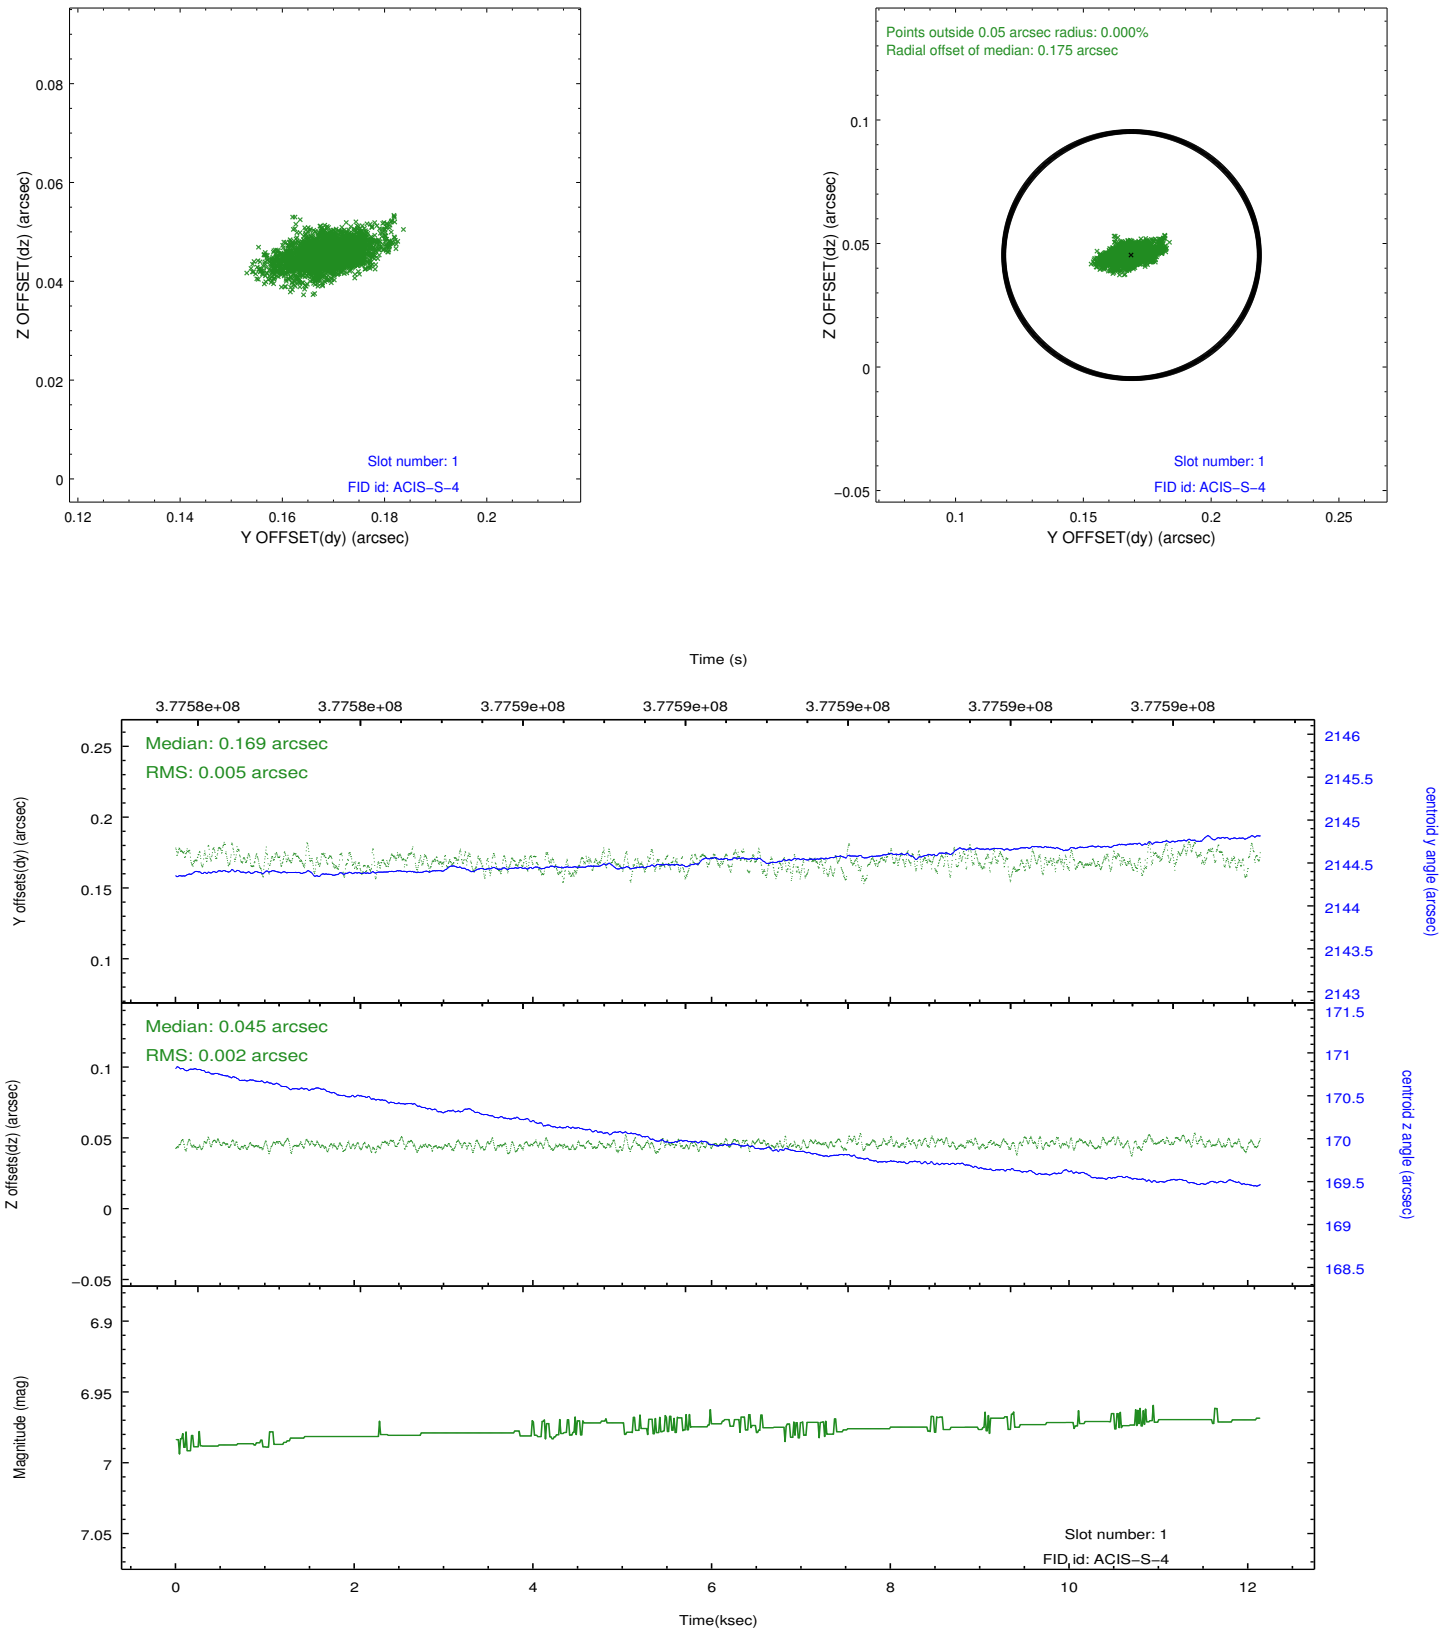 0.08
0.06
0.04
0.02
0
Z OFFSET(dz) (arcsec)
Slot number: 1
FID id: ACIS−S−4
0.12 0.14 0.16 0.18 0.2
Y OFFSET(dy) (arcsec)
Points outside 0.05 arcsec radius: 0.000%
Radial offset of median: 0.175 arcsec
0.1
0.05
0
−0.05
Z OFFSET(dz) (arcsec)
Slot number: 1
FID id: ACIS−S−4
0.1 0.15 0.2 0.25
Y OFFSET(dy) (arcsec)
Time (s)
3.7758e+08 3.7758e+08 3.7759e+08 3.7759e+08 3.7759e+08 3.7759e+08 3.7759e+08
Median: 0.169 arcsec
RMS: 0.005 arcsec
0.25
0.2
0.15
0.1
Y offsets(dy) (arcsec)
2146
2145.5
2145
2144.5
2144
2143.5
2143
centroid y angle (arcsec)
Median: 0.045 arcsec
RMS: 0.002 arcsec
0.1
0.05
0
−0.05
Z offsets(dz) (arcsec)
171.5
171
170.5
170
169.5
169
168.5
centroid z angle (arcsec)
6.9
6.95
7
7.05
Magnitude (mag)
Slot number: 1
FID id: ACIS−S−4
0 2 4 6 8 10 12
Time(ksec)